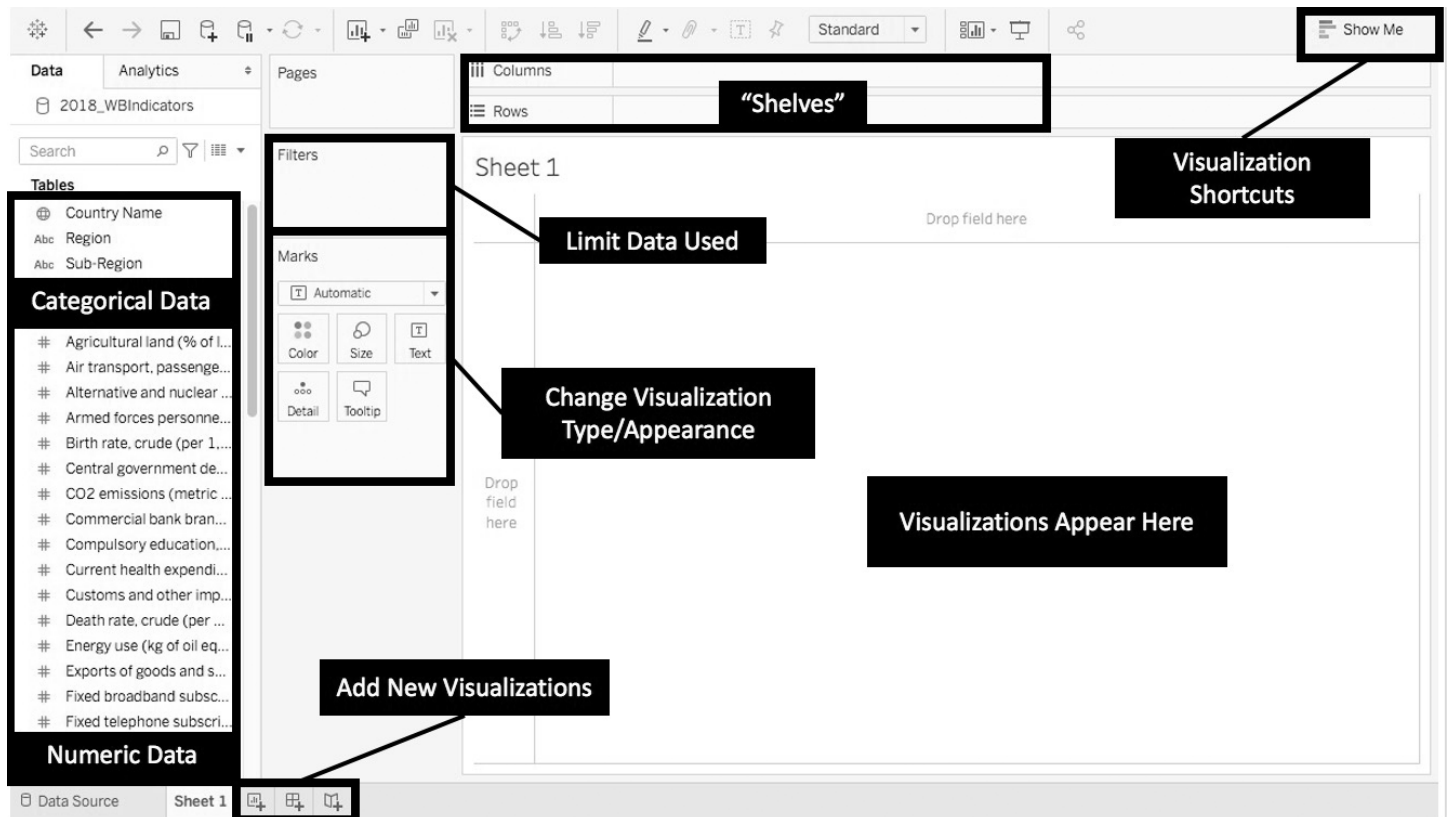 Standard
Show Me
Data
Analytics
2018_WBIndicators
Search
Tables
Country Name
Abc Region
Abc Sub-Region
Categorical Data
# Agricultural land (% of l...
# Air transport, passenge...
# Alternative and nuclear ...
# Armed forces personne...
# Birth rate, crude (per 1,...
# Central government de...
# CO2 emissions (metric ...
# Commercial bank bran...
# Compulsory education,...
# Current health expendi...
# Customs and other imp...
# Death rate, crude (per ...
# Energy use (kg of oil eq...
# Exports of goods and s...
# Fixed broadband subsc...
# Fixed telephone subscri...
Numeric Data
Pages
Filters
Marks
T Automatic
Color
Size
T
Text
Detail
Tooltip
Columns
Rows
“Shelves”
Visualization
Shortcuts
Sheet 1
Drop field here
Limit Data Used
Change Visualization
Type/Appearance
Drop
field
here
Visualizations Appear Here
Add New Visualizations
Data Source
Sheet 1